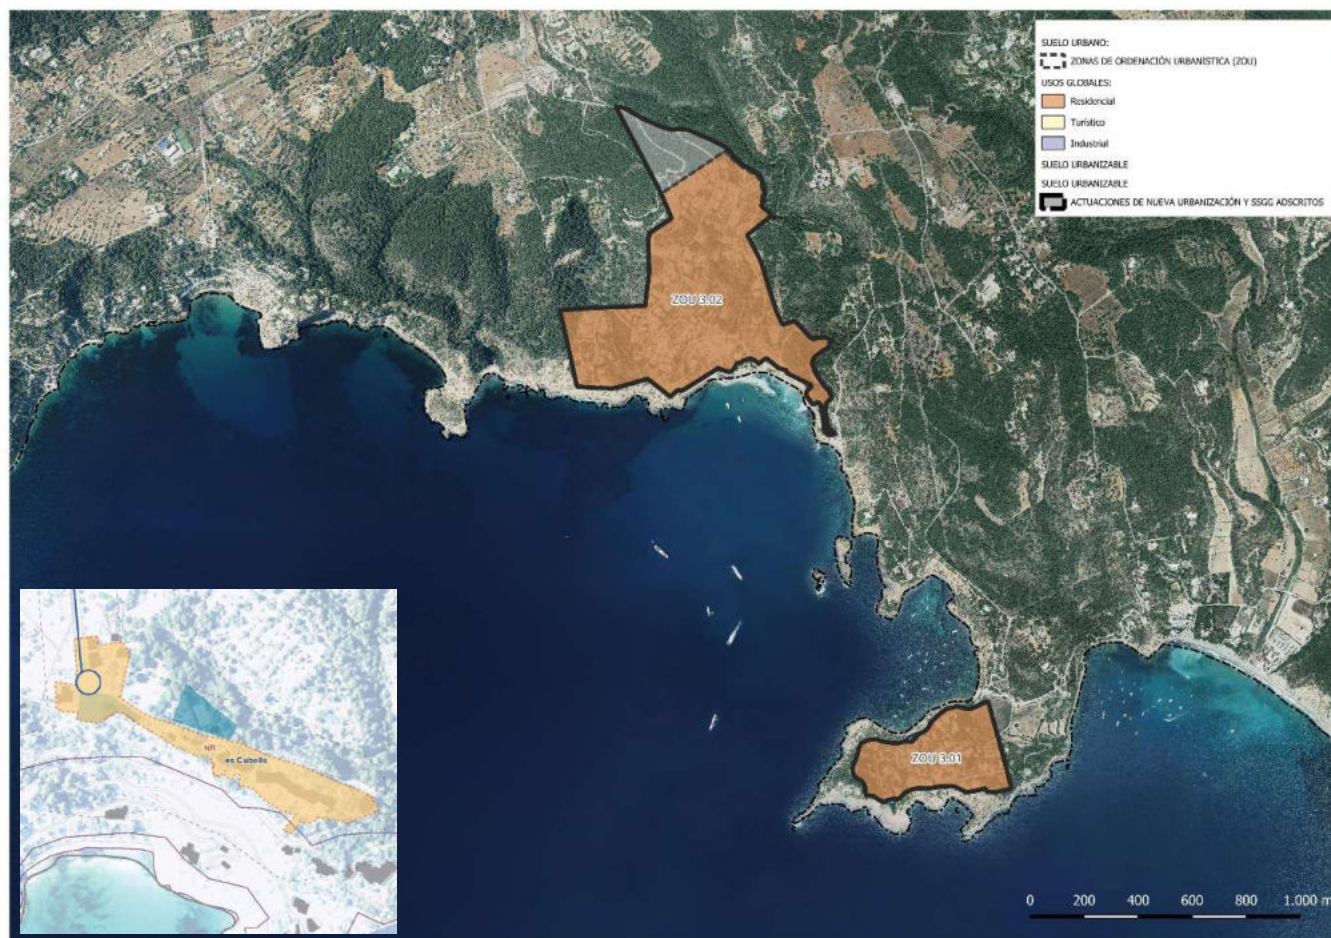 SUELO URBANO:
ZONAS DE ORDENACIÓN URBANÍSTICA (ZOU)
USOS GLOBALES:
Residencial
Turístico
Industrial
SUELO URBANIZABLE
SUELO URBANIZABLE
ACTUACIONES DE NUEVA URBANIZACIÓN Y SSGG ADSCRITOS
ZOU 3.02
NR
es Cubells
ZOU 3.01
0 200 400 600 800 1.000 m